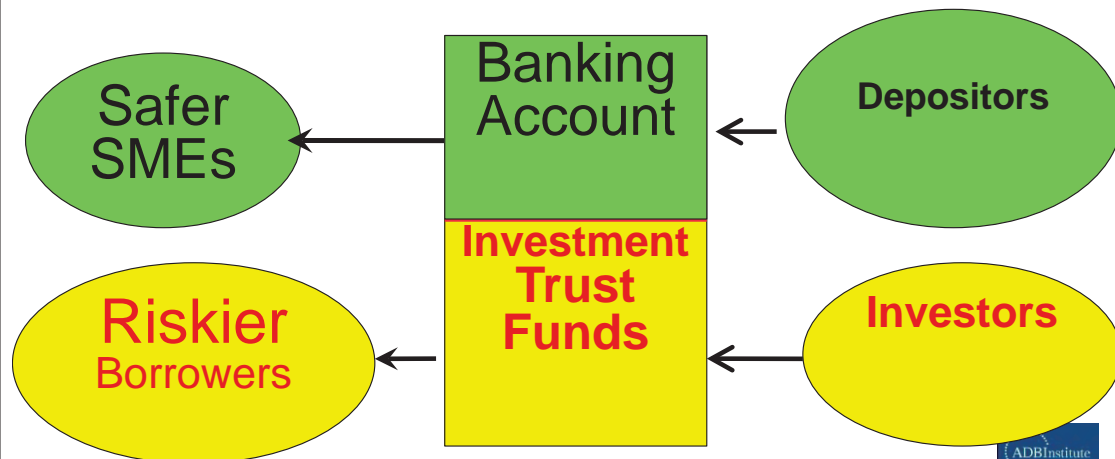 Safer
SMEs
Banking
Account
Depositors
Riskier
Borrowers
Investment
Trust
Funds
Investors
ADBInstitute